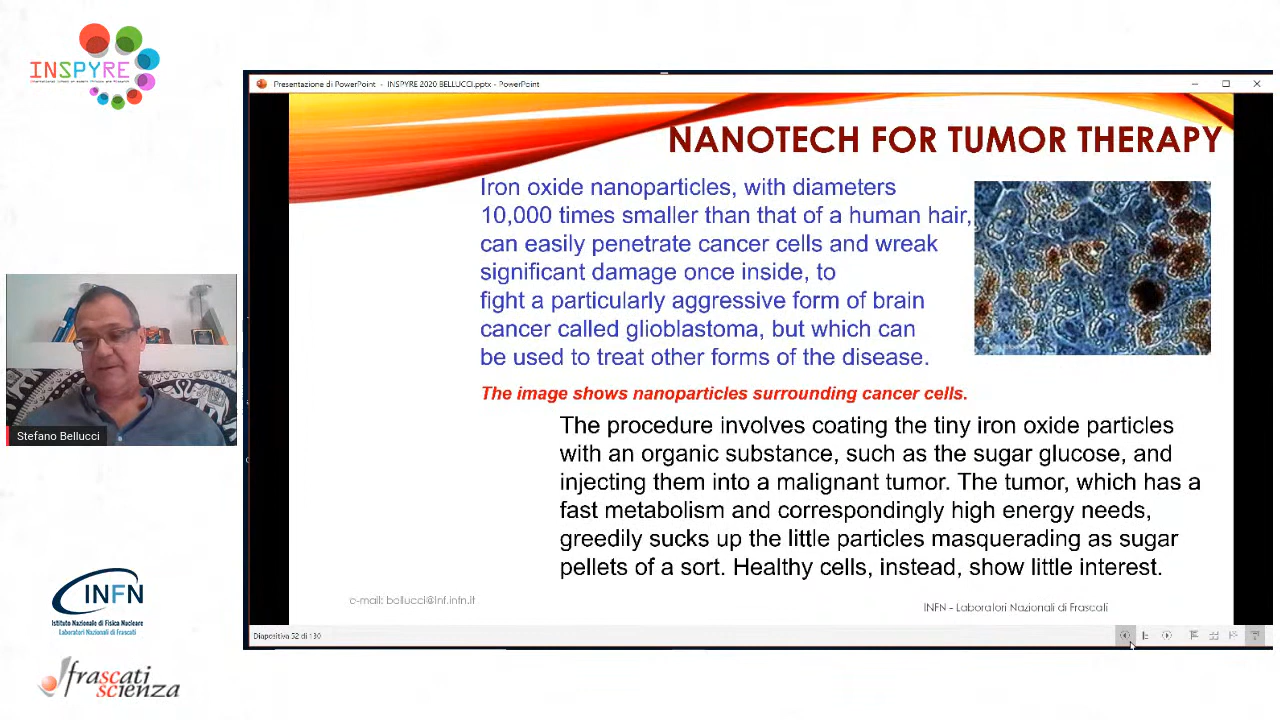 INSPYRE
Presentazione di PowerPoint - INSPYRE 2020 BELLUCCI.pptx - PowerPoint
NANOTECH FOR TUMOR THERAPY
Iron oxide nanoparticles, with diameters
10,000 times smaller than that of a human hair,
can easily penetrate cancer cells and wreak
significant damage once inside, to
fight a particularly aggressive form of brain
cancer called glioblastoma, but which can
be used to treat other forms of the disease.
The image shows nanoparticles surrounding cancer cells.
The procedure involves coating the tiny iron oxide particles
with an organic substance, such as the sugar glucose, and
injecting them into a malignant tumor. The tumor, which has a
fast metabolism and correspondingly high energy needs,
greedily sucks up the little particles masquerading as sugar
pellets of a sort. Healthy cells, instead, show little interest.
e-mail: bellucci@lnf.infn.it
INFN – Laboratori Nazionali di Frascati
Diapositiva 52 di 130
Stefano Bellucci
INFN
Istituto Nazionale di Fisica Nucleare
Laboratori Nazionali di Frascati
frascati
scienza